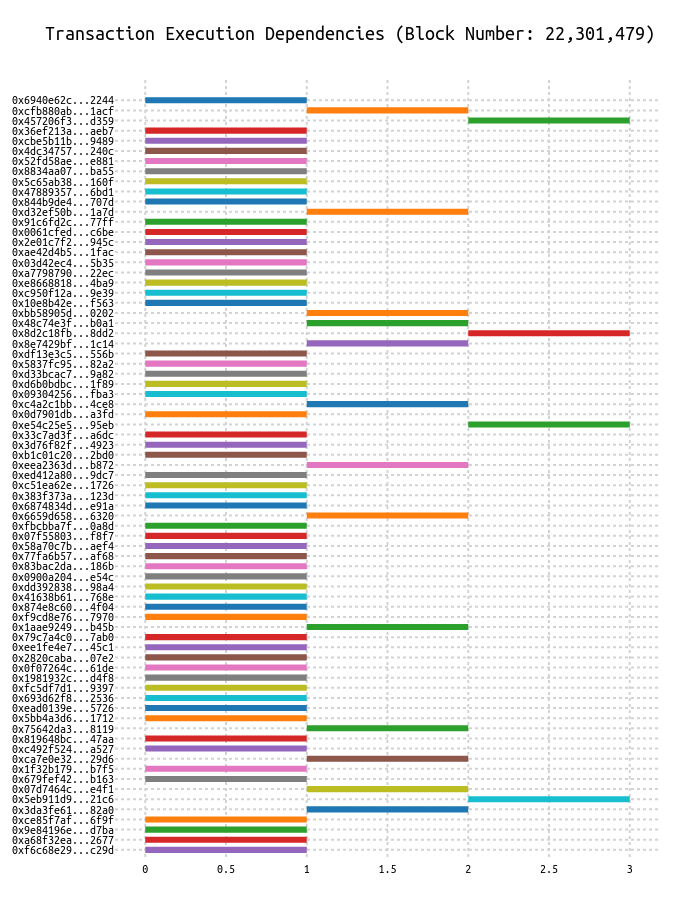 Transaction Execution Dependencies (Block Number: 22,301,479)
0x6940e62c...2244
0xcfb880ab...1acf
0x457206f3...d359
0x36ef213a...aeb7
0xcbe5b11b...9489
0x4dc34757...240c
0x52fd58ae...e881
0x8834aa07...ba55
0x5c65ab38...160f
0x47889357...6bd1
0x844b9de4...707d
0xd32ef50b...1a7d
0x91c6fd2c...77ff
0x0061cfed...c6be
0x2e01c7f2...945c
0xae42d4b5...1fac
0x03d42ec4...5b35
0xa7798790...22ec
0xe8668818...4ba9
0xc950f12a...9e39
0x10e8b42e...f563
0xbb58905d...0202
0x48c74e3f...b0a1
0x8d2c18fb...8dd2
0x8e7429bf...1c14
0xdf13e3c5...556b
0x5837fc95...82a2
0xd33bcac7...9a82
0xd6b0bdbc...1f89
0x09304256...fba3
0xc4a2c1bb...4ce8
0x0d7901db...a3fd
0xe54c25e5...95eb
0x33c7ad3f...a6dc
0x3d76f82f...4923
0xb1c01c20...2bd0
0xeea2363d...b872
0xed412a80...9dc7
0xc51ea62e...1726
0x383f373a...123d
0x6874834d...e91a
0x6659d658...6320
0xfbcbba7f...0a8d
0x07f55803...f8f7
0x58a70c7b...aef4
0x77fa6b57...af68
0x83bac2da...186b
0x0900a204...e54c
0xdd392838...98a4
0x41638b61...768e
0x874e8c60...4f04
0xf9cd8e76...7970
0x1aae9249...b45b
0x79c7a4c0...7ab0
0xee1fe4e7...45c1
0x2820caba...07e2
0x0f07264c...61de
0x1981932c...d4f8
0xfc5df7d1...9397
0x693d62f8...2536
0xead0139e...5726
0x5bb4a3d6...1712
0x75642da3...8119
0x819648bc...47aa
0xc492f524...a527
0xca7e0e32...29d6
0x1f32b179...b7f5
0x679fef42...b163
0x07d7464c...e4f1
0x5eb911d9...21c6
0x3da3fe61...82a0
0xce85f7af...6f9f
0x9e84196e...d7ba
0xa68f32ea...2677
0xf6c68e29...c29d
0 0.5 1 1.5 2 2.5 3